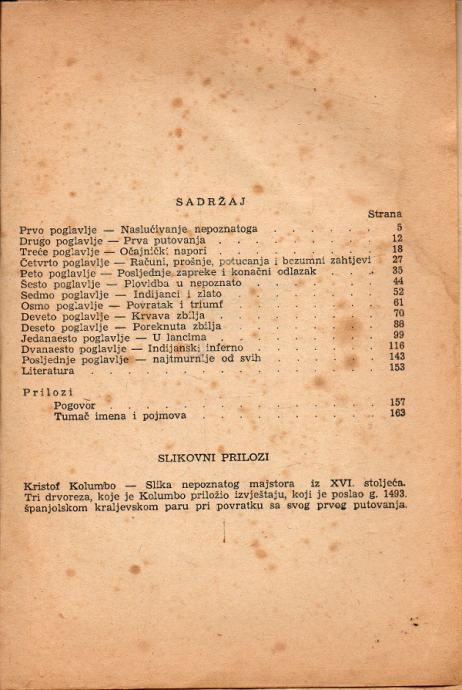 SADRŽAJ
Strana
Prvo poglavlje — Naslućivanje nepoznatoga . . . . . . 5
Drugo poglavlje — Prva putovanja . . . . . . . . 12
Treće poglavlje — Očajnički napori . . . . . . . . 18
Četvrto poglavlje — Računi, prošnje, potucanja i bezumni zahtjevi 27
Peto poglavlje — Posljednje zapreke i konačni odlazak . 35
Šesto poglavlje — Plovidba u nepoznato . . . . . . 44
Sedmo poglavlje — Indijanci i zlato . . . . . . . 52
Osmo poglavlje — Povratak i triumf . . . . . . . 61
Deveto poglavlje — Krvava zbilja . . . . . . . . 70
Deseto poglavlje — Poreknuta zbilja . . . . . . . 88
Jedanaesto poglavlje — U lancima . . . . . . . . 99
Dvanaesto poglavlje — Indijanski inferno . . . . . . 116
Posljednje poglavlje — najtmurnije od svih . . . . . 143
Literatura . . . . . . . . . . . . . 153
Prilozi
Pogovor . . . . . . . . . . . . 157
Tumač imena i pojmova . . . . . . . . . 163
SLIKOVNI PRILOZI
Kristof Kolumbo — Slika nepoznatog majstora iz XVI. stoljeća.
Tri drvoreza, koje je Kolumbo priložio izvještaju, koji je poslao g. 1493.
španjolskom kraljevskom paru pri povratku sa svog prvog putovanja.